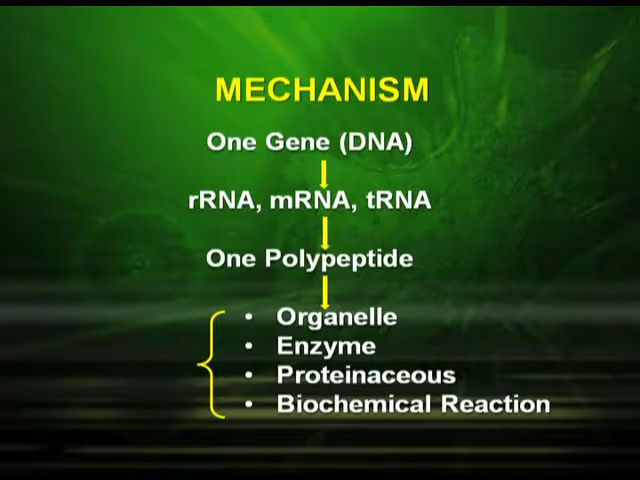 MECHANISM
One Gene (DNA)
rRNA, mRNA, tRNA
One Polypeptide
• Organelle
• Enzyme
• Proteinaceous
• Biochemical Reaction